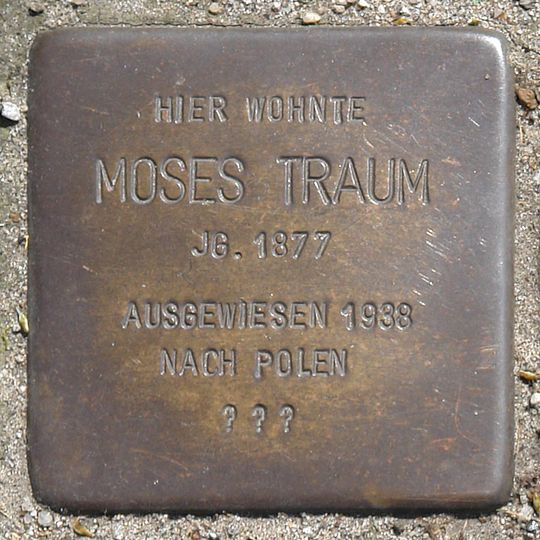 HIER WOHNTE
MOSES TRAUM
JG. 1877
AUSGEWIESEN 1938
NACH POLEN
? ? ?